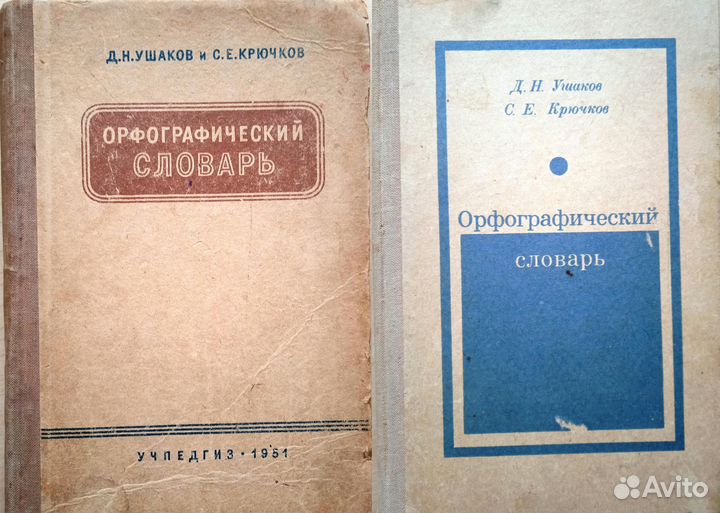 Д.Н.УШАКОВ и С.Е.КРЮЧКОВ
ОРФОГРАФИЧЕСКИЙ
СЛОВАРЬ
УЧПЕДГИЗ · 1951
Д. Н. Ушаков
С. Е. Крючков
Орфографический
словарь
Avito